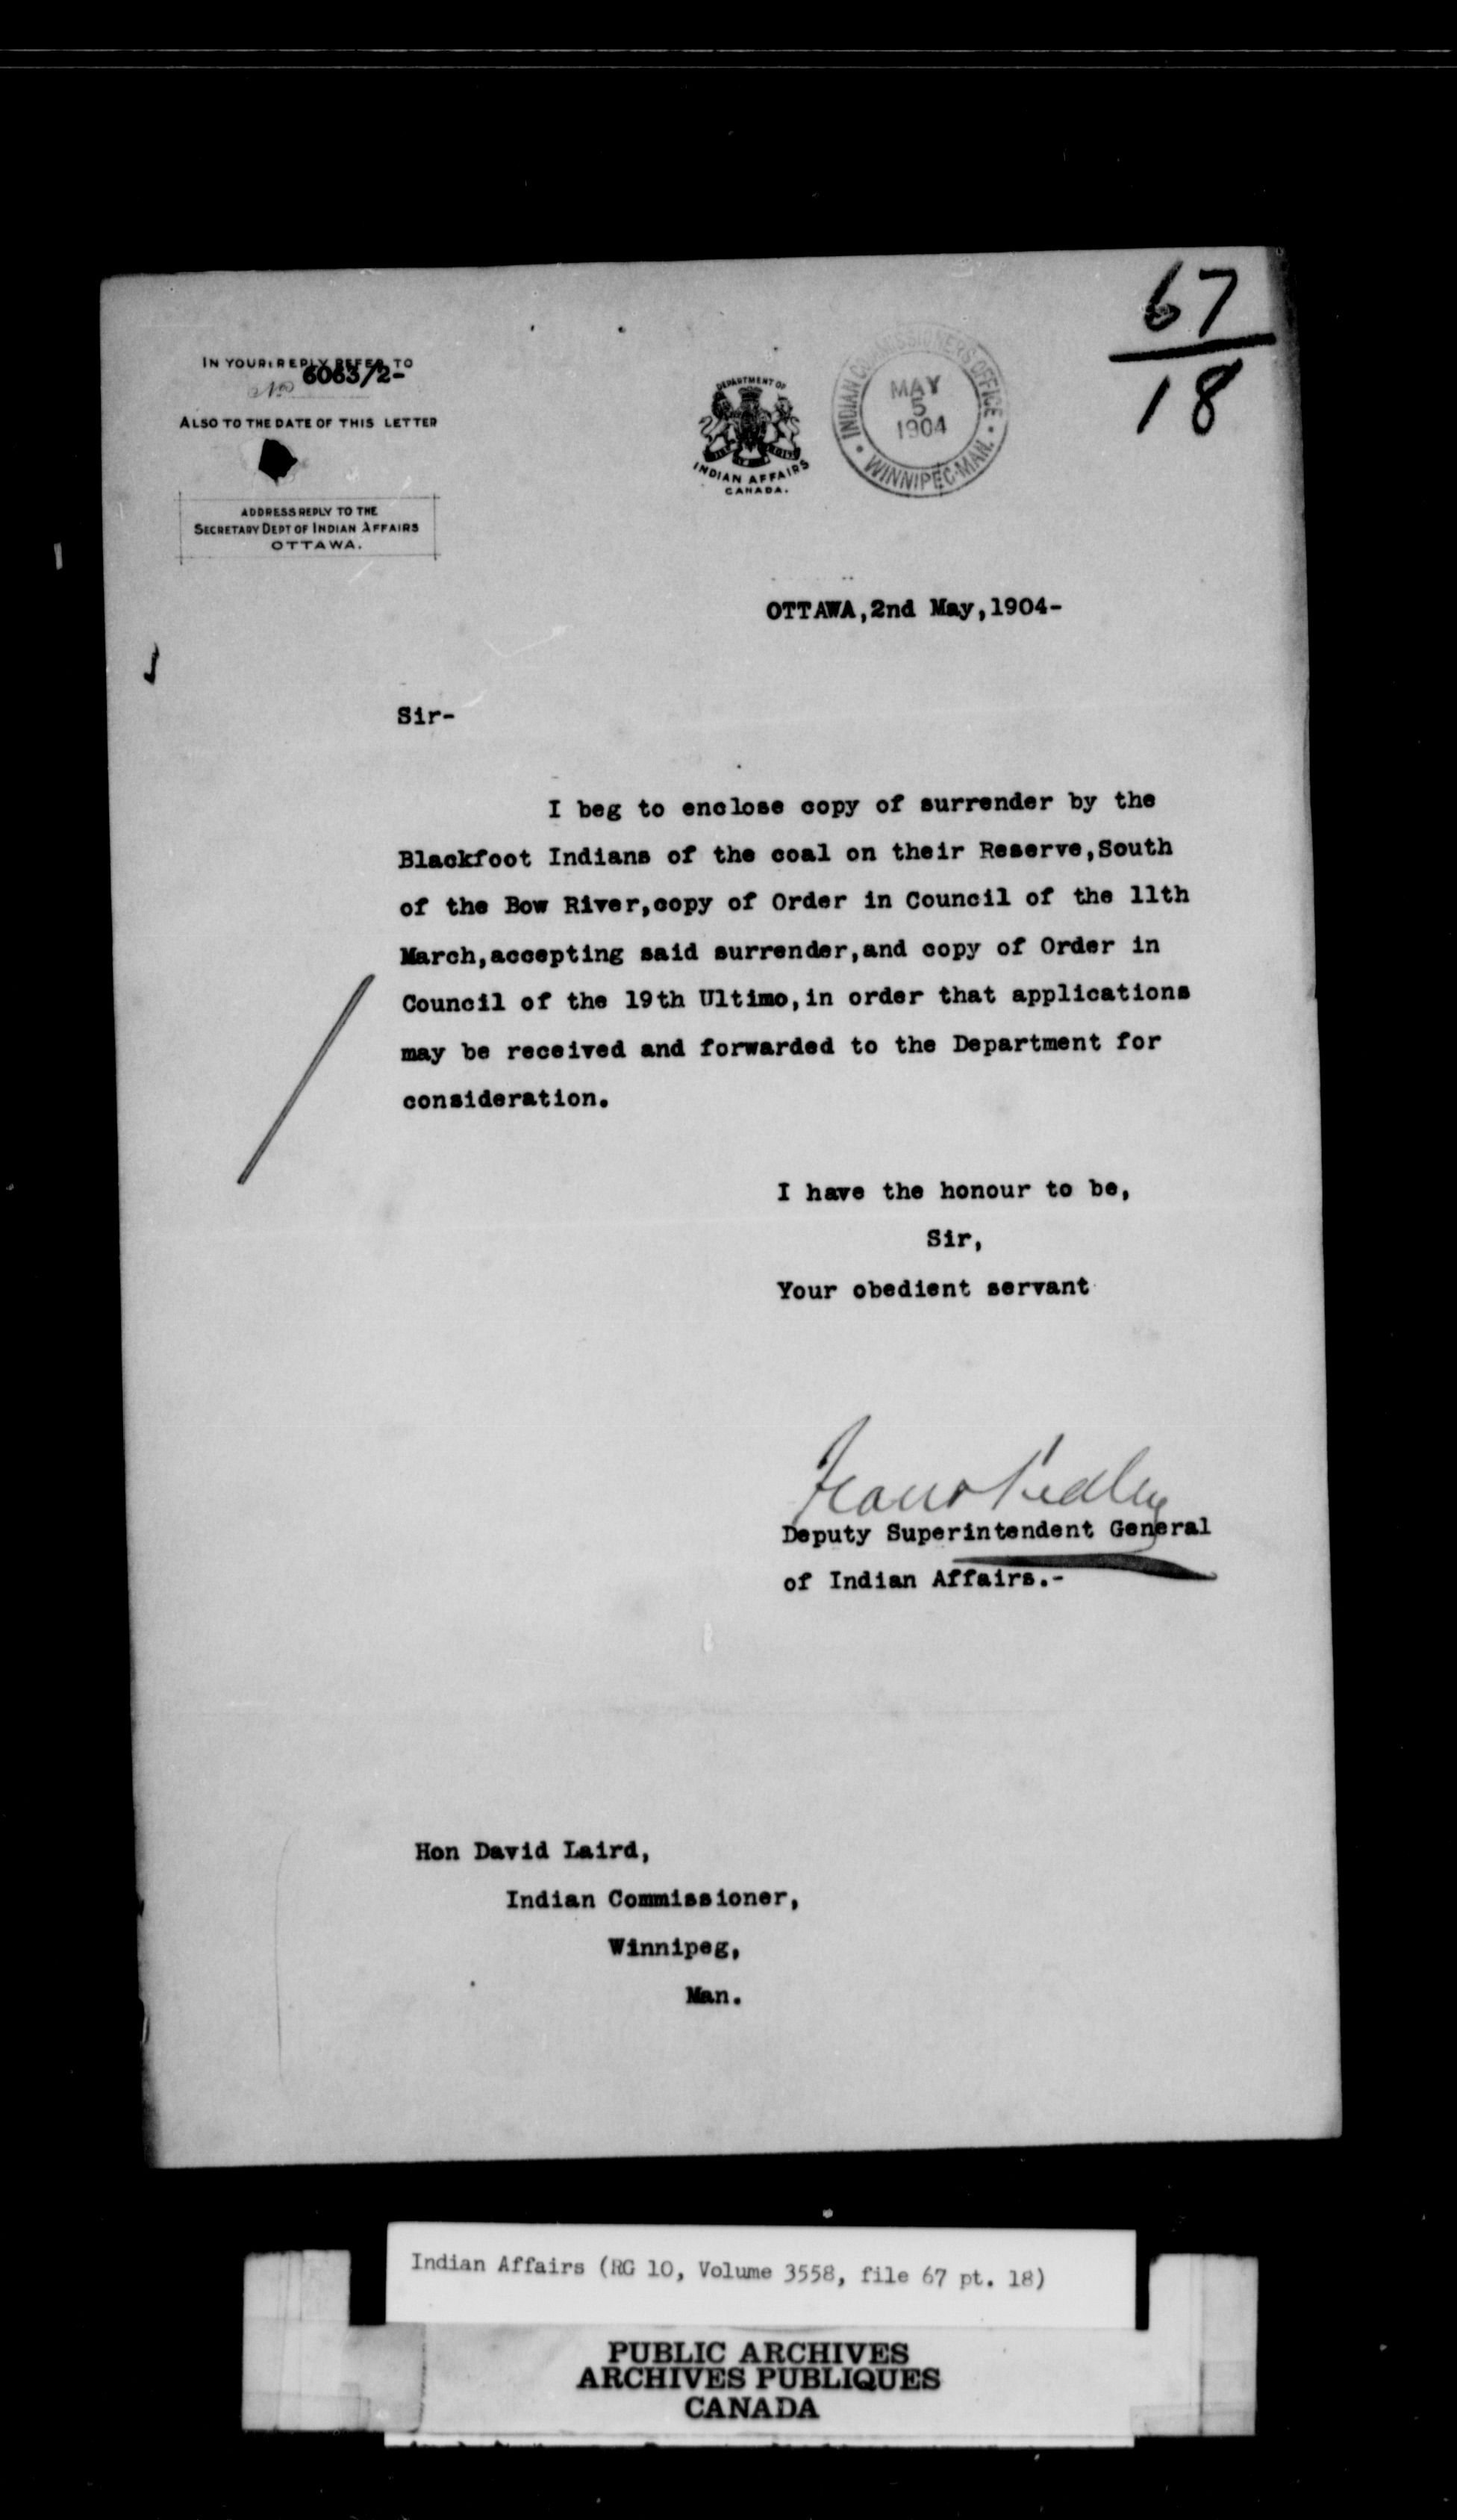 67
18
IN YOUR REPLY REFER TO
No 6063/2-
ALSO TO THE DATE OF THIS LETTER
ADDRESS REPLY TO THE
SECRETARY DEPT OF INDIAN AFFAIRS
OTTAWA.
DEPARTMENT OF
INDIAN AFFAIRS
CANADA.
INDIAN COMMISSIONERS OFFICE
MAY
5
1904
WINNIPEG-MAN.
OTTAWA,2nd May,1904-
Sir-
I beg to enclose copy of surrender by the
Blackfoot Indians of the coal on their Reserve,South
of the Bow River,copy of Order in Council of the 11th
March,accepting said surrender,and copy of Order in
Council of the 19th Ultimo,in order that applications
may be received and forwarded to the Department for
consideration.
I have the honour to be,
Sir,
Your obedient servant
Frank Pedley
Deputy Superintendent General
of Indian Affairs.-
Hon David Laird,
Indian Commissioner,
Winnipeg,
Man.
Indian Affairs (RG 10, Volume 3558, file 67 pt. 18)
PUBLIC ARCHIVES
ARCHIVES PUBLIQUES
CANADA